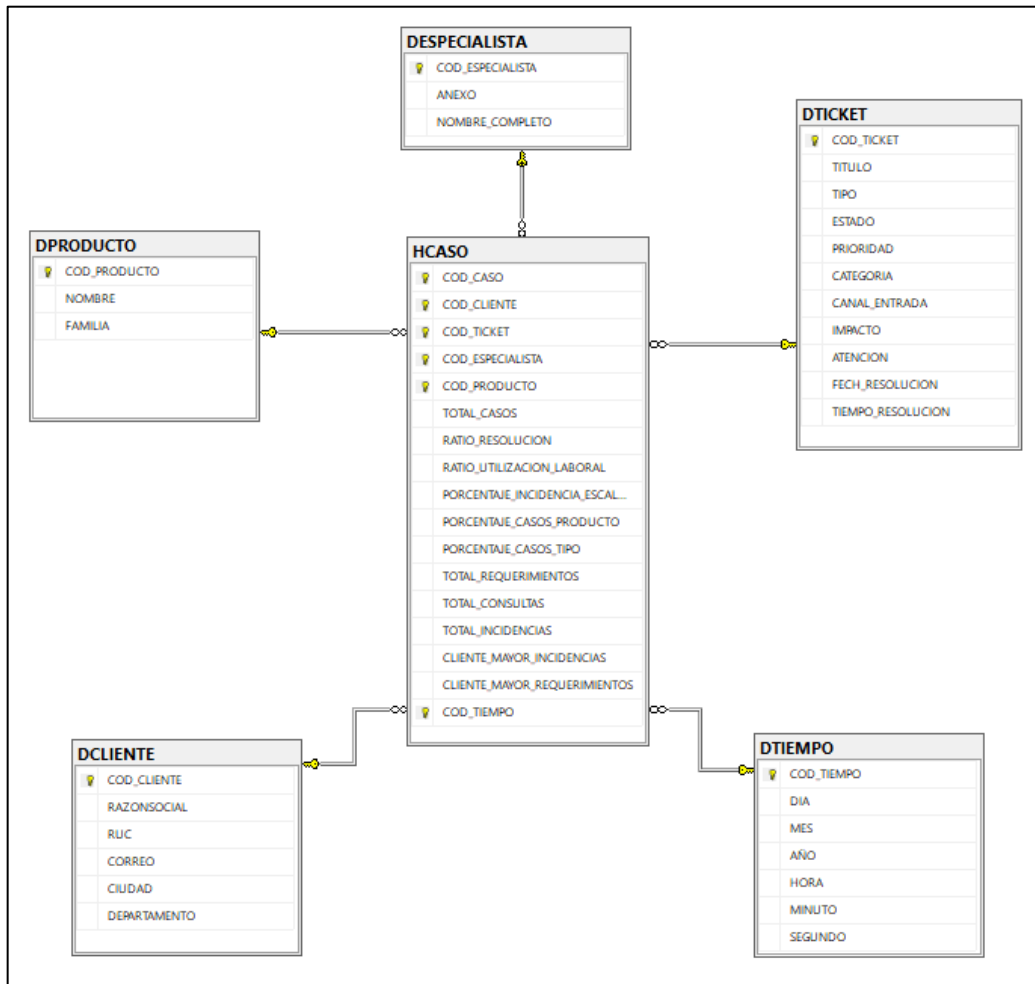 DESPECIALISTA
COD_ESPECIALISTA
ANEXO
NOMBRE_COMPLETO
DTICKET
COD_TICKET
TITULO
TIPO
ESTADO
PRIORIDAD
CATEGORIA
CANAL_ENTRADA
IMPACTO
ATENCION
FECH_RESOLUCION
TIEMPO_RESOLUCION
DPRODUCTO
COD_PRODUCTO
NOMBRE
FAMILIA
HCASO
COD_CASO
COD_CLIENTE
COD_TICKET
COD_ESPECIALISTA
COD_PRODUCTO
TOTAL_CASOS
RATIO_RESOLUCION
RATIO_UTILIZACION_LABORAL
PORCENTAJE_INCIDENCIA_ESCAL...
PORCENTAJE_CASOS_PRODUCTO
PORCENTAJE_CASOS_TIPO
TOTAL_REQUERIMIENTOS
TOTAL_CONSULTAS
TOTAL_INCIDENCIAS
CLIENTE_MAYOR_INCIDENCIAS
CLIENTE_MAYOR_REQUERIMIENTOS
COD_TIEMPO
DCLIENTE
COD_CLIENTE
RAZONSOCIAL
RUC
CORREO
CIUDAD
DEPARTAMENTO
DTIEMPO
COD_TIEMPO
DIA
MES
AÑO
HORA
MINUTO
SEGUNDO